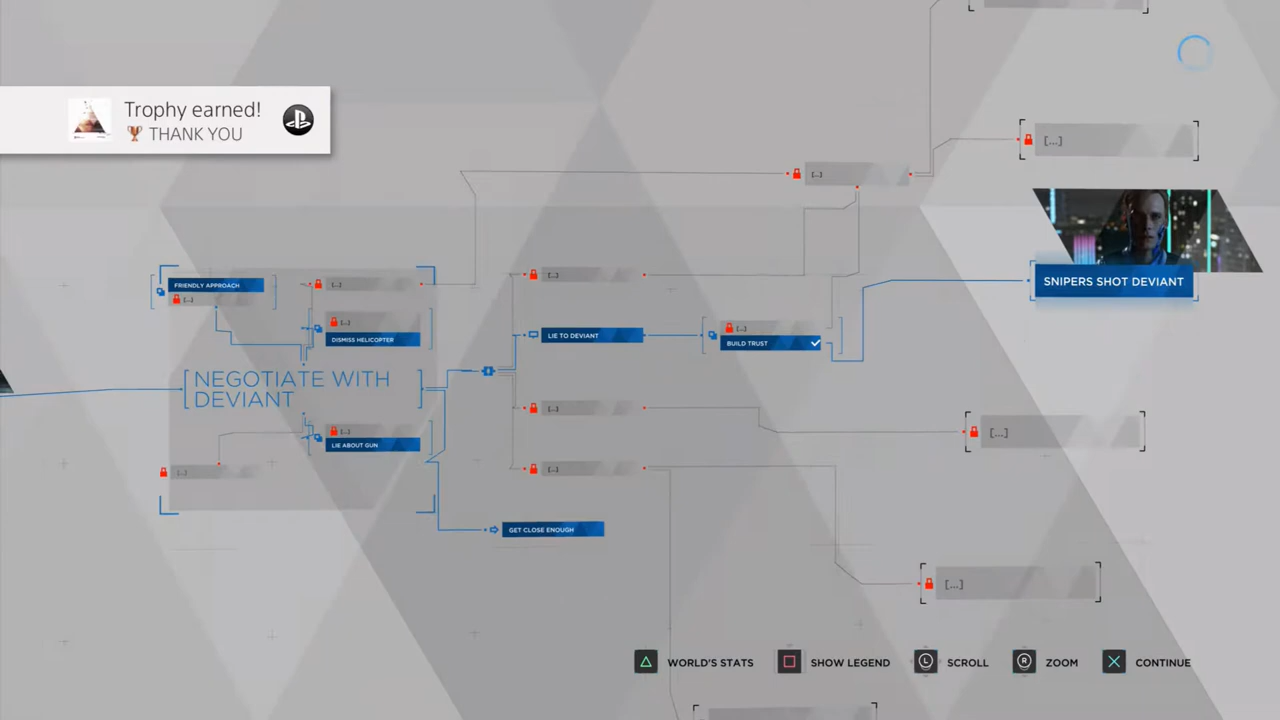 Trophy earned!
THANK YOU
[...]
[...]
SNIPERS SHOT DEVIANT
FRIENDLY APPROACH
[...]
[...]
[...]
DISMISS HELICOPTER
NEGOTIATE WITH
DEVIANT
[...]
LIE ABOUT GUN
[...]
[...]
LIE TO DEVIANT
[...]
BUILD TRUST
[...]
[...]
[...]
GET CLOSE ENOUGH
[...]
WORLD'S STATS
SHOW LEGEND
L
SCROLL
R
ZOOM
CONTINUE